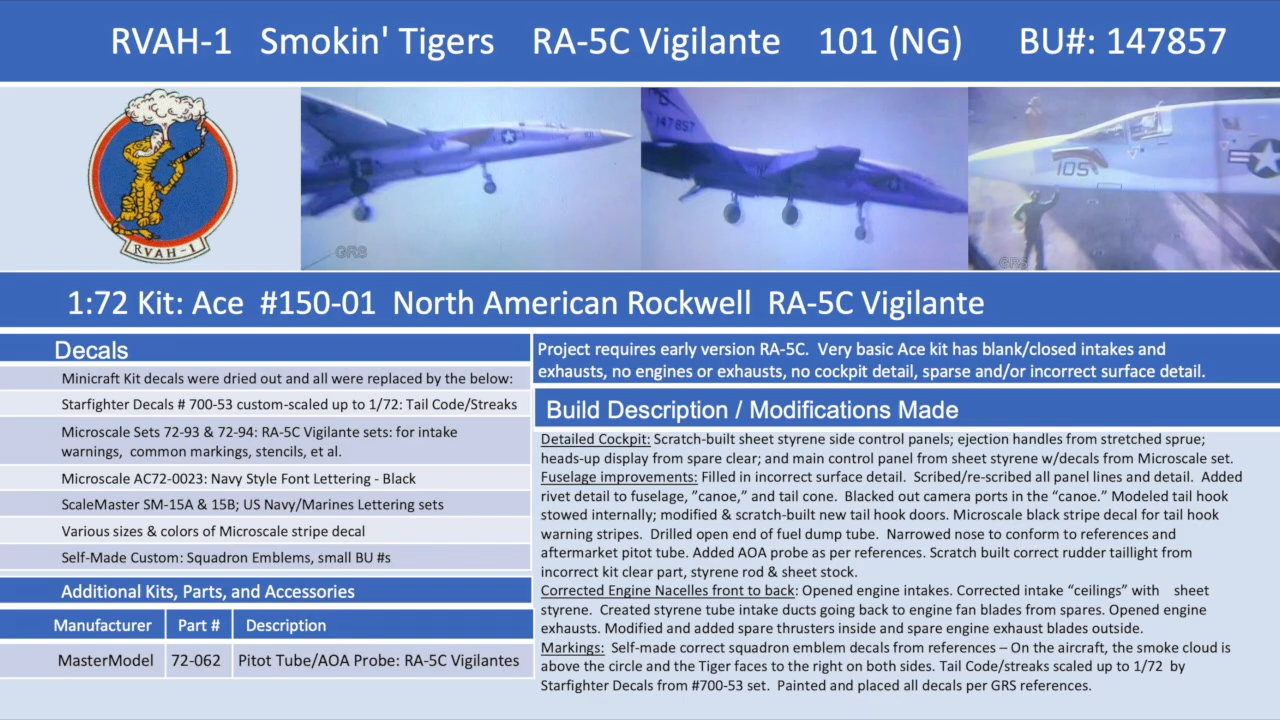 RVAH-1 Smokin' Tigers RA-5C Vigilante 101 (NG) BU#: 147857
RVAH-1
101
GRS
147857
105
GRS
1:72 Kit: Ace #150-01 North American Rockwell RA-5C Vigilante
Decals
Minicraft Kit decals were dried out and all were replaced by the below:
Starfighter Decals # 700-53 custom-scaled up to 1/72: Tail Code/Streaks
Microscale Sets 72-93 & 72-94: RA-5C Vigilante sets: for intake
warnings, common markings, stencils, et al.
Microscale AC72-0023: Navy Style Font Lettering - Black
ScaleMaster SM-15A & 15B; US Navy/Marines Lettering sets
Various sizes & colors of Microscale stripe decal
Self-Made Custom: Squadron Emblems, small BU #s
Additional Kits, Parts, and Accessories
Manufacturer Part # Description
MasterModel 72-062 Pitot Tube/AOA Probe: RA-5C Vigilantes
Project requires early version RA-5C. Very basic Ace kit has blank/closed intakes and
exhausts, no engines or exhausts, no cockpit detail, sparse and/or incorrect surface detail.
Build Description / Modifications Made
Detailed Cockpit: Scratch-built sheet styrene side control panels; ejection handles from stretched sprue;
heads-up display from spare clear; and main control panel from sheet styrene w/decals from Microscale set.
Fuselage improvements: Filled in incorrect surface detail. Scribed/re-scribed all panel lines and detail. Added
rivet detail to fuselage, ”canoe,” and tail cone. Blacked out camera ports in the “canoe.” Modeled tail hook
stowed internally; modified & scratch-built new tail hook doors. Microscale black stripe decal for tail hook
warning stripes. Drilled open end of fuel dump tube. Narrowed nose to conform to references and
aftermarket pitot tube. Added AOA probe as per references. Scratch built correct rudder taillight from
incorrect kit clear part, styrene rod & sheet stock.
Corrected Engine Nacelles front to back: Opened engine intakes. Corrected intake “ceilings” with sheet
styrene. Created styrene tube intake ducts going back to engine fan blades from spares. Opened engine
exhausts. Modified and added spare thrusters inside and spare engine exhaust blades outside.
Markings: Self-made correct squadron emblem decals from references – On the aircraft, the smoke cloud is
above the circle and the Tiger faces to the right on both sides. Tail Code/streaks scaled up to 1/72 by
Starfighter Decals from #700-53 set. Painted and placed all decals per GRS references.